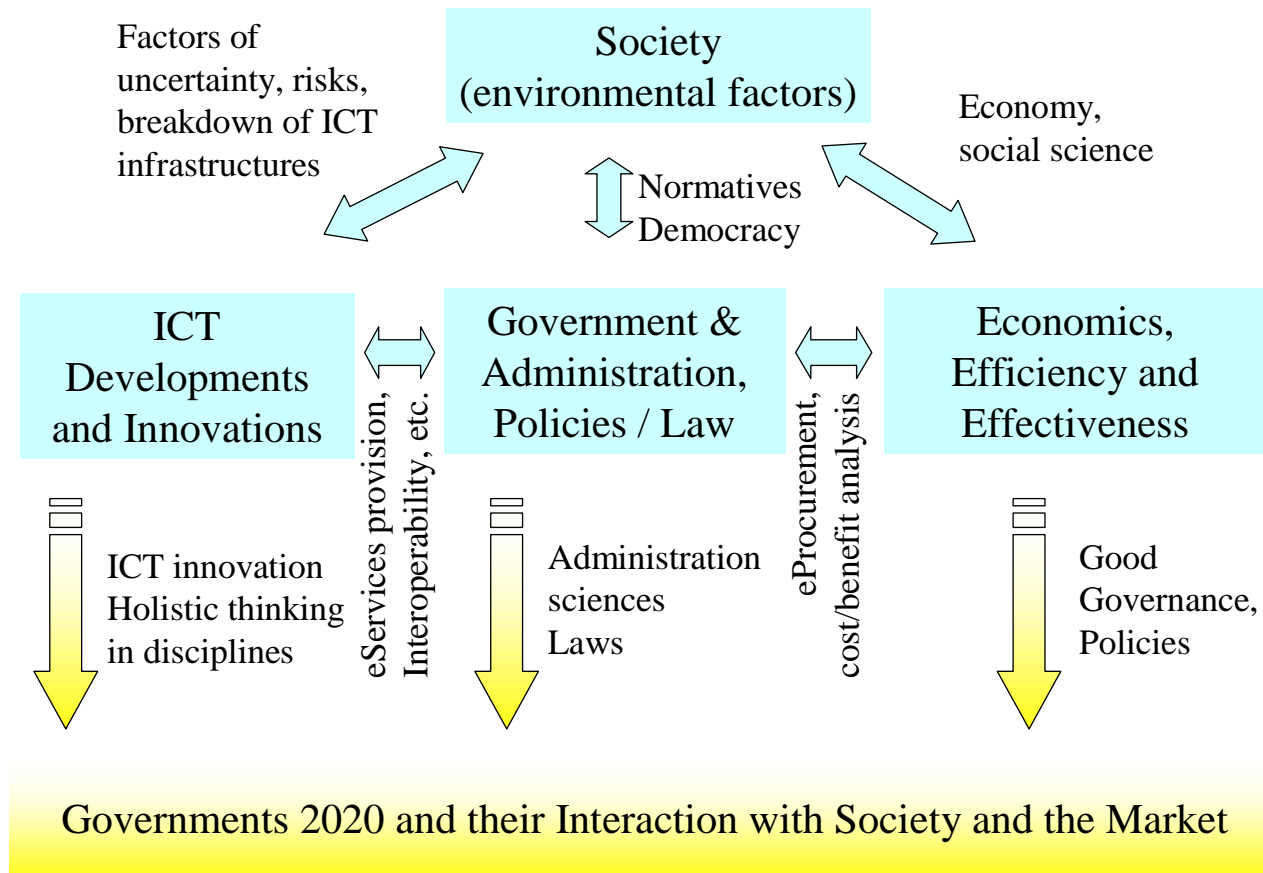 Factors of
uncertainty, risks,
breakdown of ICT
infrastructures
Society
(environmental factors)
Economy,
social science
Normatives
Democracy
ICT
Developments
and Innovations
Government &
Administration,
Policies / Law
Economics,
Efficiency and
Effectiveness
eServices provision,
Interoperability, etc.
eProcurement,
cost/benefit analysis
ICT innovation
Holistic thinking
in disciplines
Administration
sciences
Laws
Good
Governance,
Policies
Governments 2020 and their Interaction with Society and the Market